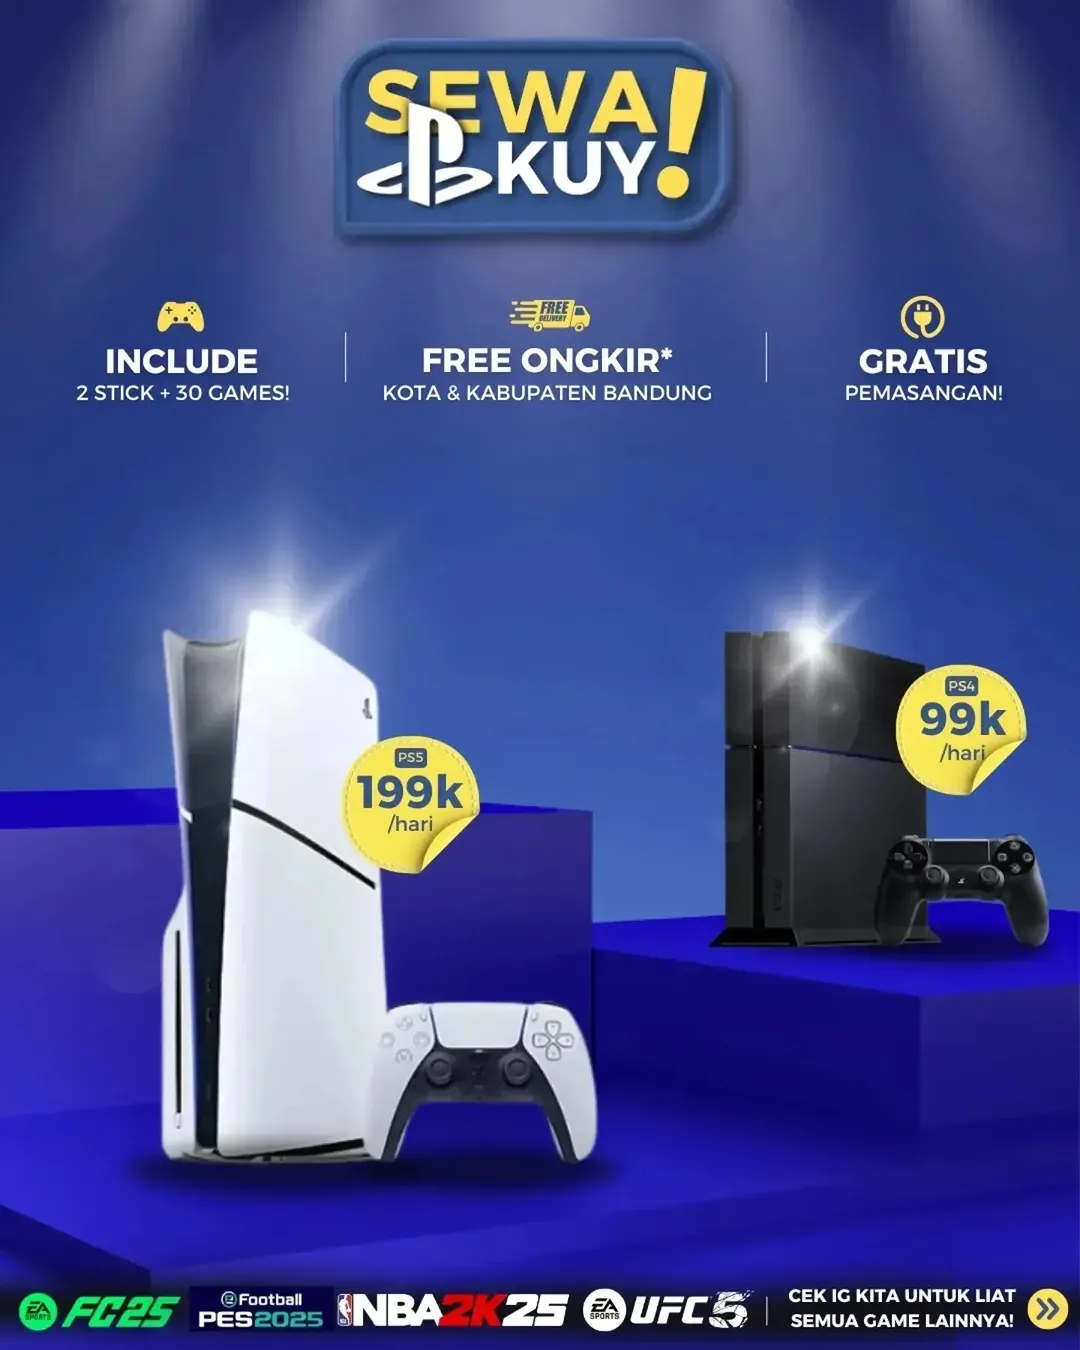 SEWA!
KUY
INCLUDE
2 STICK + 30 GAMES!
FREE
DELIVERY
FREE ONGKIR*
KOTA & KABUPATEN BANDUNG
GRATIS
PEMASANGAN!
PS5
199k
/hari
PS4
99k
/hari
EA SPORTS FC25
eFootball
PES2025
NBA2K25
EA SPORTS UFC5
CEK IG KITA UNTUK LIAT
SEMUA GAME LAINNYA!